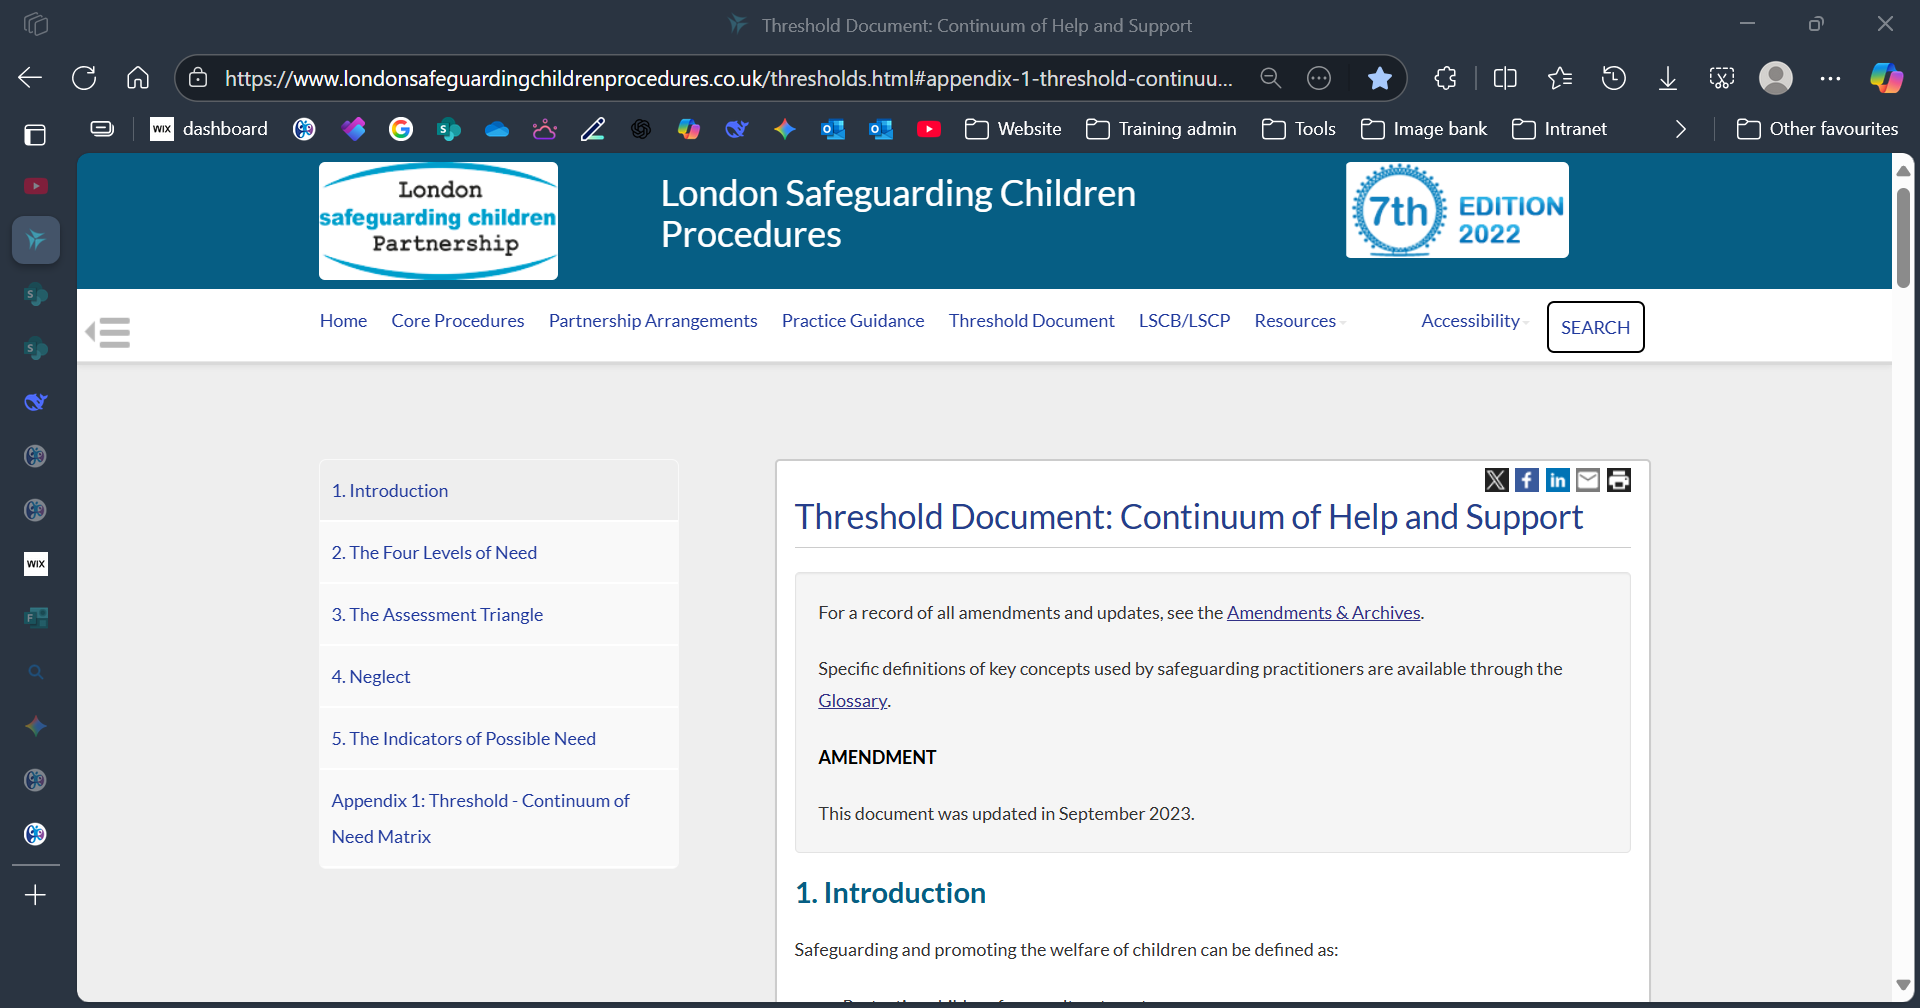 Threshold Document: Continuum of Help and Support
https://www.londonsafeguardingchildrenprocedures.co.uk/thresholds.html#appendix-1-threshold-continuu...
WIX dashboard
Website
Training admin
Tools
Image bank
Intranet
Other favourites
London
safeguarding children
Partnership
London Safeguarding Children
Procedures
7th EDITION
2022
Home
Core Procedures
Partnership Arrangements
Practice Guidance
Threshold Document
LSCB/LSCP
Resources
Accessibility
SEARCH
1. Introduction
2. The Four Levels of Need
3. The Assessment Triangle
4. Neglect
5. The Indicators of Possible Need
Appendix 1: Threshold - Continuum of
Need Matrix
WIX
Threshold Document: Continuum of Help and Support
For a record of all amendments and updates, see the Amendments & Archives.
Specific definitions of key concepts used by safeguarding practitioners are available through the
Glossary.
AMENDMENT
This document was updated in September 2023.
1. Introduction
Safeguarding and promoting the welfare of children can be defined as: